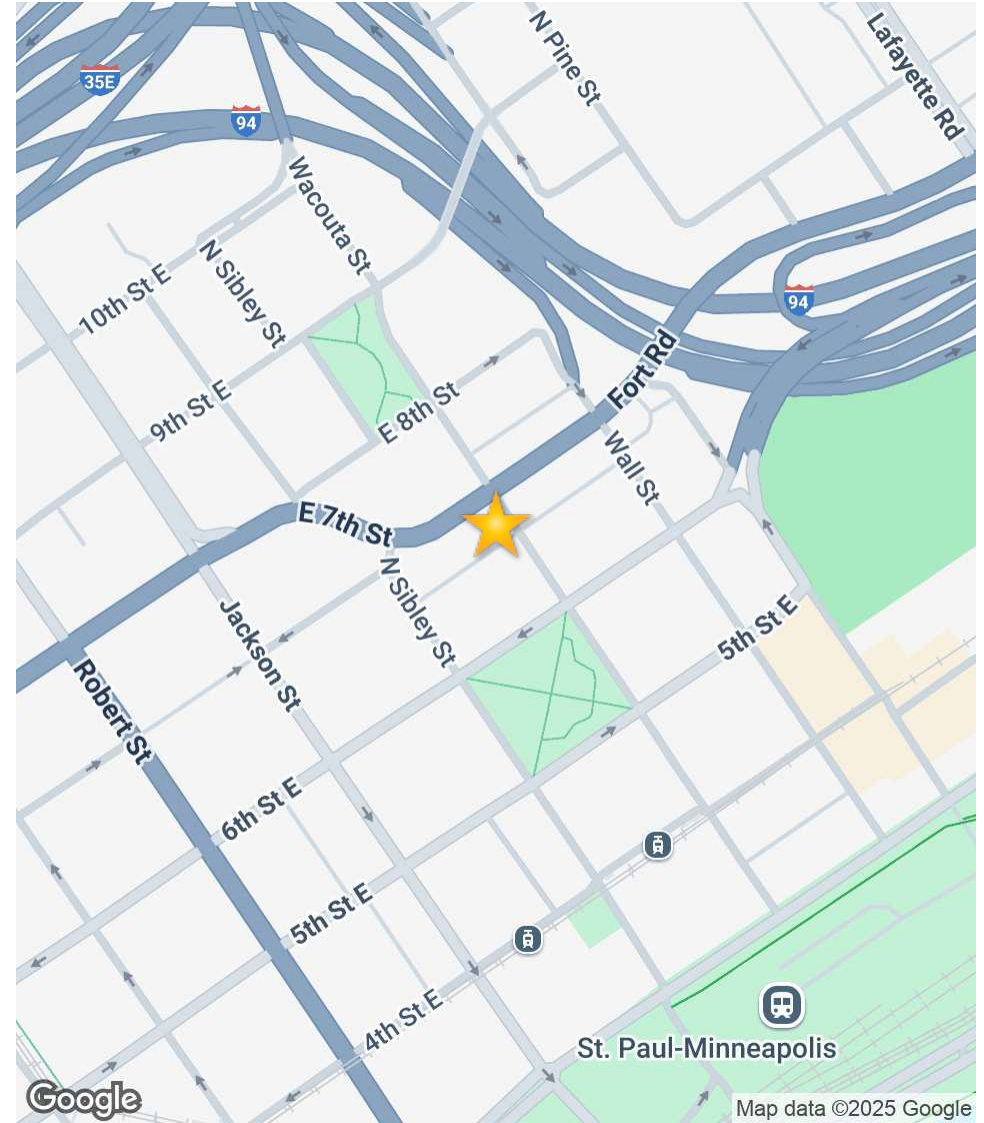 N Pine St
Lafayette Rd
35E
94
Wacouta St
N Sibley St
10th St E
94
Fort Rd
9th St E
E 8th St
Wall St
E 7th St
N Sibley St
Jackson St
5th St E
Robert St
6th St E
5th St E
4th St E
St. Paul-Minneapolis
Google
Map data ©2025 Google